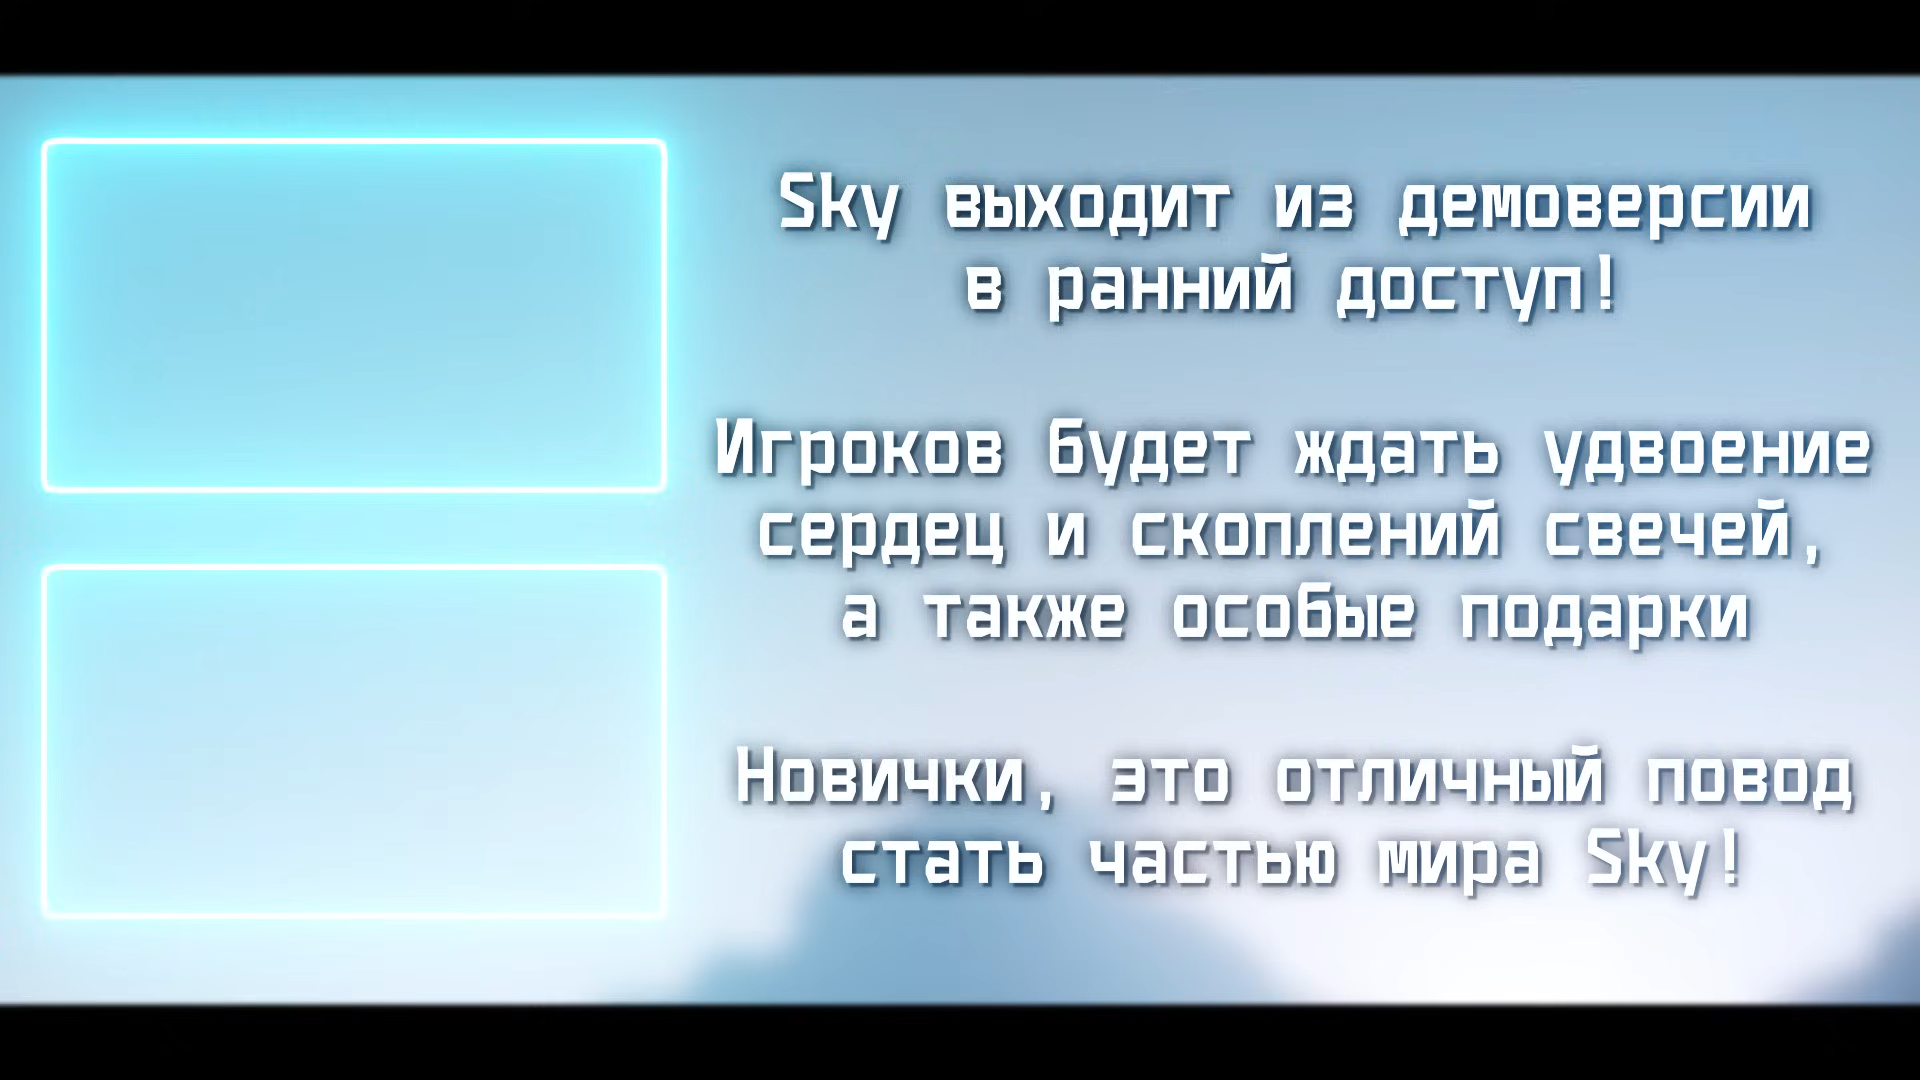 Sky выходит из демоверсии
в ранний доступ!
Игроков будет ждать удвоение
сердец и скоплений свечей,
а также особые подарки
Новички, это отличный повод
стать частью мира Sky!